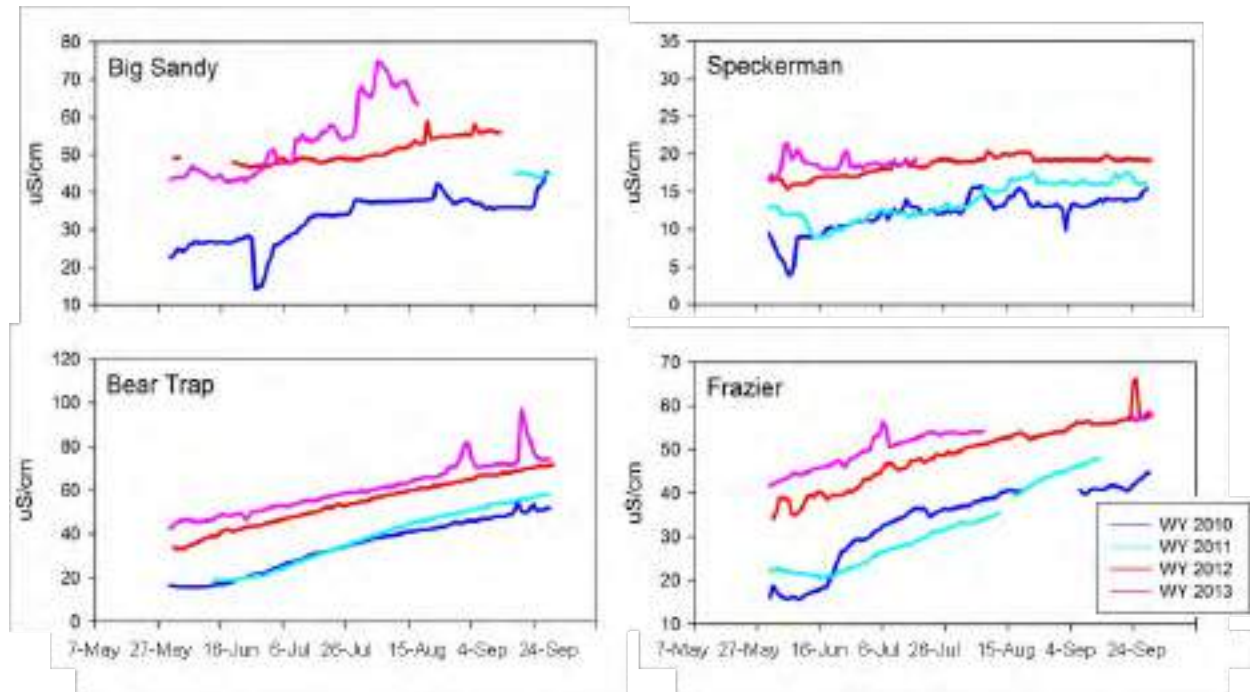 Big Sandy
80
70
60
50
40
30
20
10
uS/cm
Speckerman
35
30
25
20
15
10
5
0
uS/cm
Bear Trap
120
100
80
60
40
20
0
uS/cm
7-May 27-May 16-Jun 6-Jul 26-Jul 15-Aug 4-Sep 24-Sep
Frazier
70
60
50
40
30
20
10
uS/cm
7-May 27-May 16-Jun 6-Jul 26-Jul 15-Aug 4-Sep 24-Sep
WY 2010
WY 2011
WY 2012
WY 2013